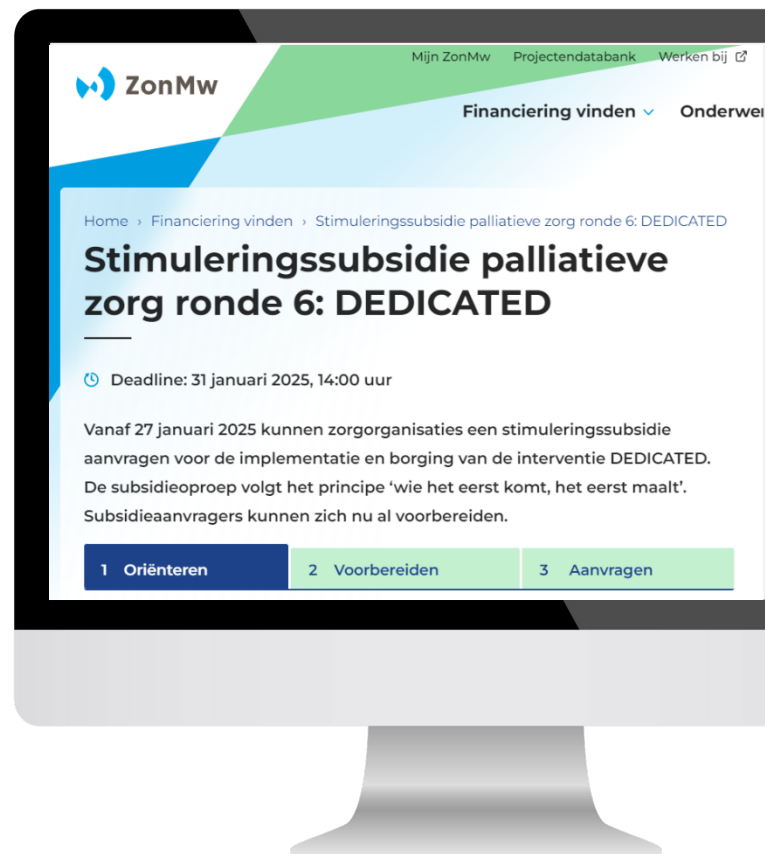 Mijn ZonMw Projectendatabank Werken bij
ZonMw
Financiering vinden
Home › Financiering vinden › Stimuleringssubsidie palliatieve zorg ronde 6: DEDICATED
Stimuleringssubsidie palliatieve
zorg ronde 6: DEDICATED
Deadline: 31 januari 2025, 14:00 uur
Vanaf 27 januari 2025 kunnen zorgorganisaties een stimuleringssubsidie
aanvragen voor de implementatie en borging van de interventie DEDICATED.
De subsidieoproep volgt het principe ‘wie het eerst komt, het eerst maalt’.
Subsidieaanvragers kunnen zich nu al voorbereiden.
1 Oriënteren 2 Voorbereiden 3 Aanvragen